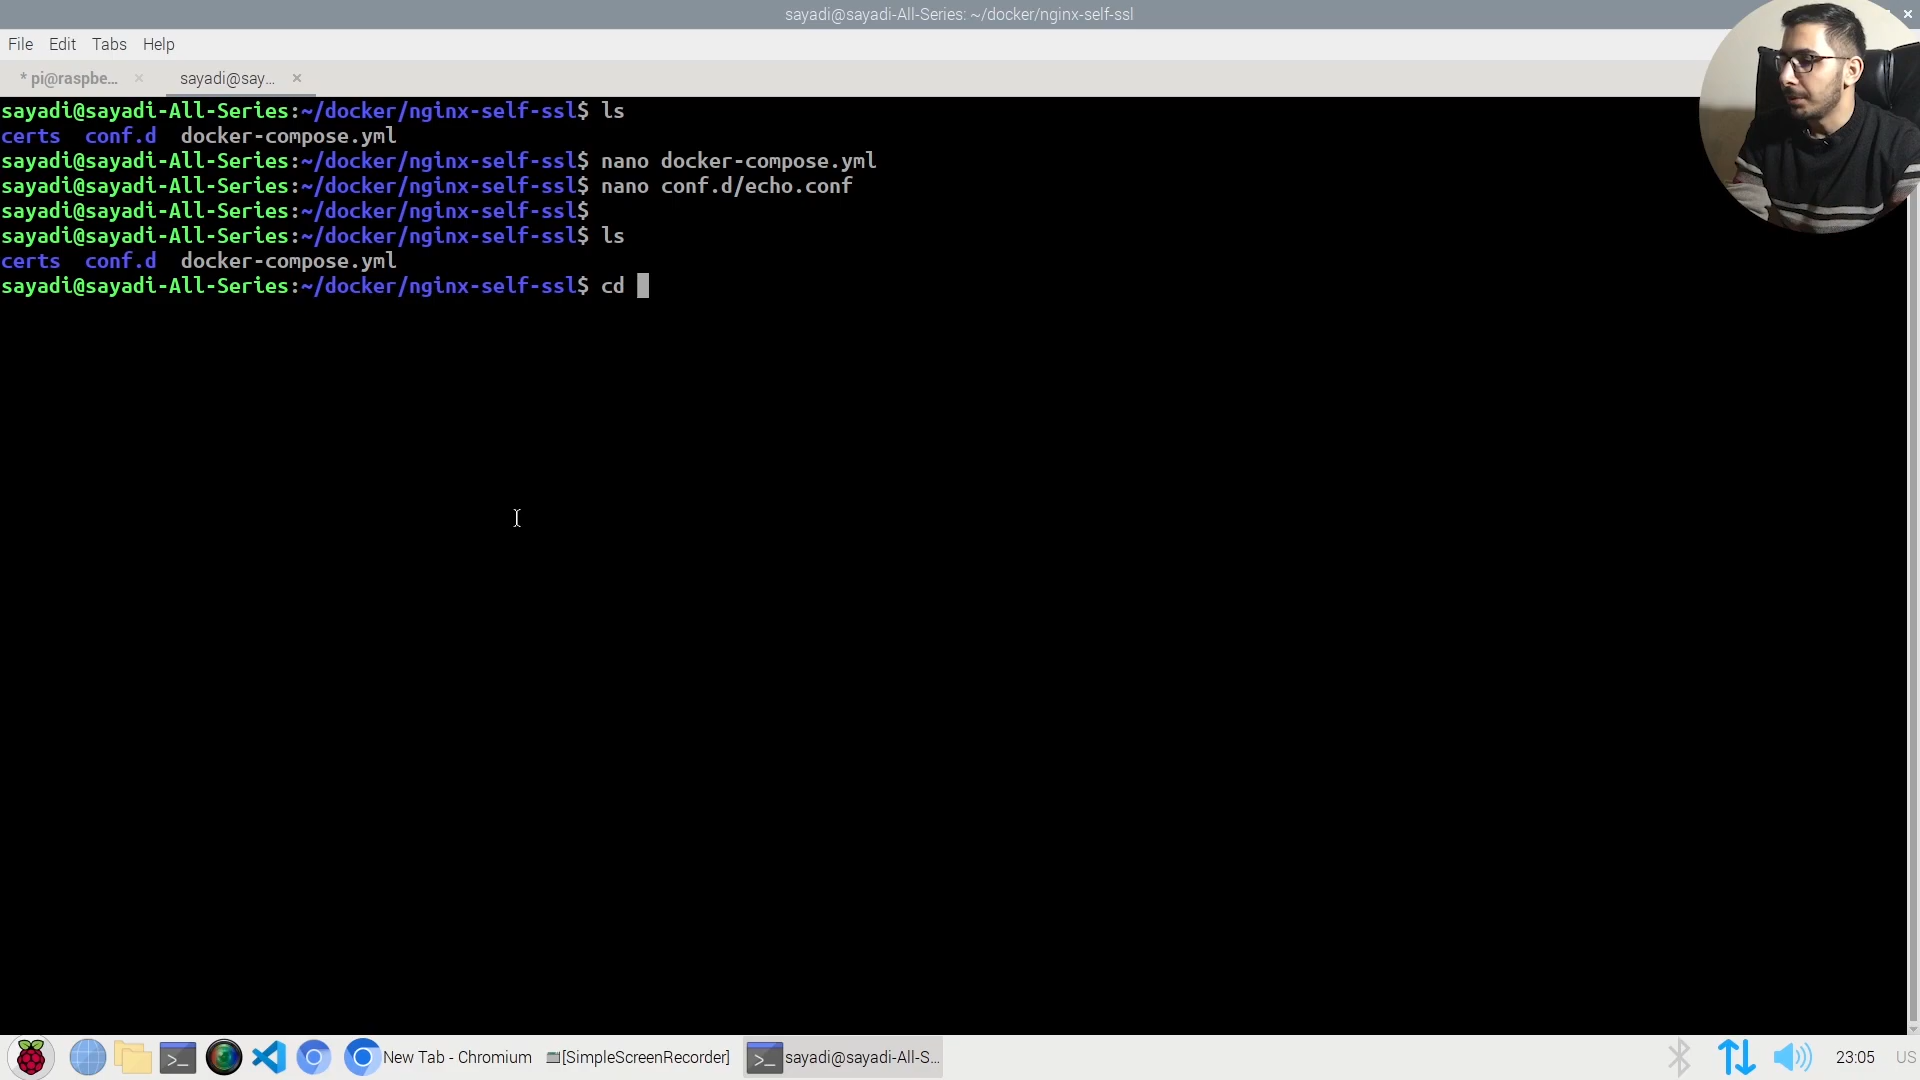 sayadi@sayadi-All-Series: ~/docker/nginx-self-ssl
File Edit Tabs Help
* pi@raspbe...
sayadi@say...
sayadi@sayadi-All-Series:~/docker/nginx-self-ssl$ ls
certs conf.d docker-compose.yml
sayadi@sayadi-All-Series:~/docker/nginx-self-ssl$ nano docker-compose.yml
sayadi@sayadi-All-Series:~/docker/nginx-self-ssl$ nano conf.d/echo.conf
sayadi@sayadi-All-Series:~/docker/nginx-self-ssl$
sayadi@sayadi-All-Series:~/docker/nginx-self-ssl$ ls
certs conf.d docker-compose.yml
sayadi@sayadi-All-Series:~/docker/nginx-self-ssl$ cd
New Tab - Chromium [SimpleScreenRecorder] sayadi@sayadi-All-S... 23:05 US